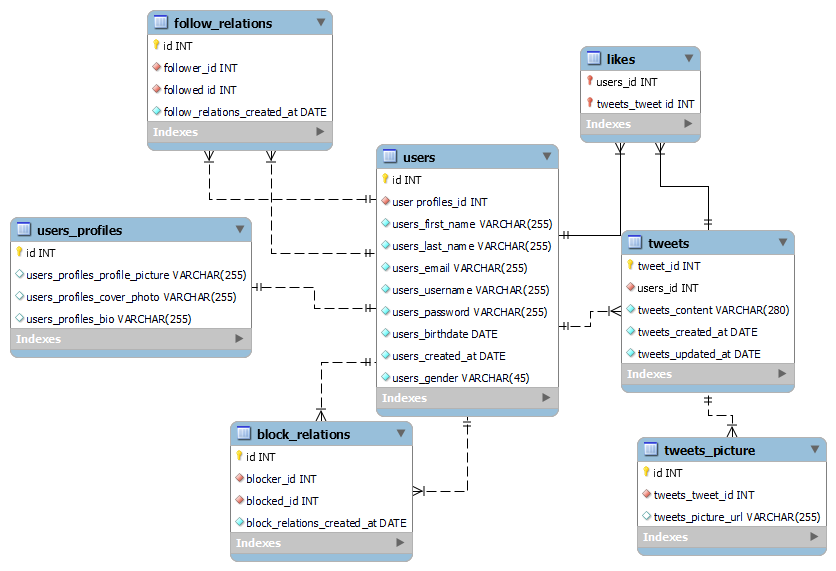 follow_relations
id INT
follower_id INT
followed id INT
follow_relations_created_at DATE
Indexes
likes
users_id INT
tweets_tweet id INT
Indexes
users
id INT
user profiles_id INT
users_first_name VARCHAR(255)
users_last_name VARCHAR(255)
users_email VARCHAR(255)
users_username VARCHAR(255)
users_password VARCHAR(255)
users_birthdate DATE
users_created_at DATE
users_gender VARCHAR(45)
Indexes
users_profiles
id INT
users_profiles_profile_picture VARCHAR(255)
users_profiles_cover_photo VARCHAR(255)
users_profiles_bio VARCHAR(255)
Indexes
tweets
tweet_id INT
users_id INT
tweets_content VARCHAR(280)
tweets_created_at DATE
tweets_updated_at DATE
Indexes
block_relations
id INT
blocker_id INT
blocked_id INT
block_relations_created_at DATE
Indexes
tweets_picture
id INT
tweets_tweet_id INT
tweets_picture_url VARCHAR(255)
Indexes